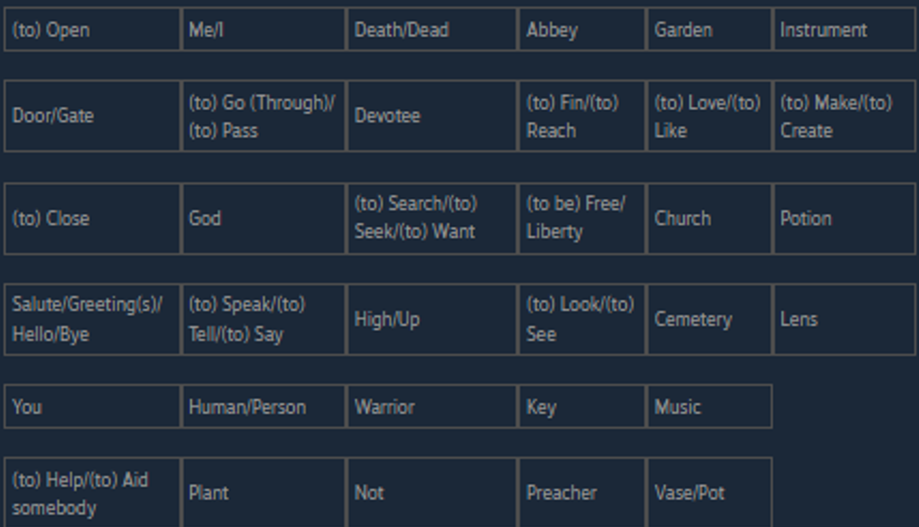 (to) Open
Me/I
Death/Dead
Abbey
Garden
Instrument
Door/Gate
(to) Go (Through)/
(to) Pass
Devotee
(to) Fin/(to)
Reach
(to) Love/(to)
Like
(to) Make/(to)
Create
(to) Close
God
(to) Search/(to)
Seek/(to) Want
(to be) Free/
Liberty
Church
Potion
Salute/Greeting(s)/
Hello/Bye
(to) Speak/(to)
Tell/(to) Say
High/Up
(to) Look/(to)
See
Cemetery
Lens
You
Human/Person
Warrior
Key
Music
(to) Help/(to) Aid
somebody
Plant
Not
Preacher
Vase/Pot